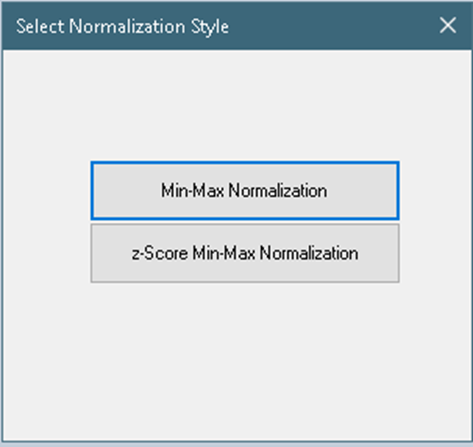 Select Normalization Style
Min-Max Normalization
z-Score Min-Max Normalization